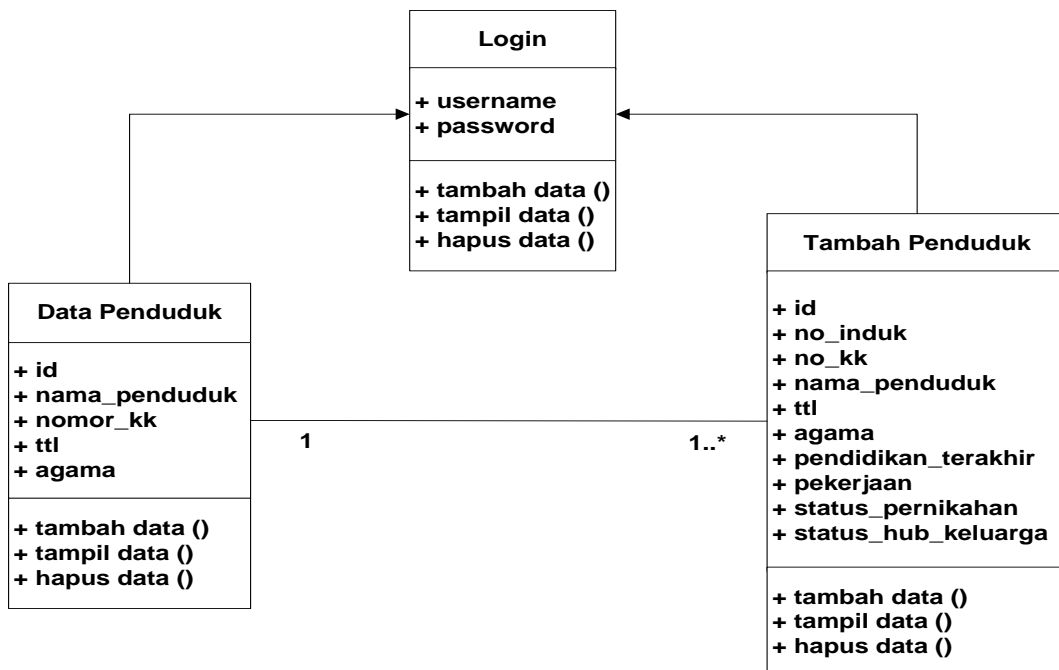 Login
+ username
+ password
+ tambah data ()
+ tampil data ()
+ hapus data ()
Data Penduduk
+ id
+ nama_penduduk
+ nomor_kk
+ ttl
+ agama
+ tambah data ()
+ tampil data ()
+ hapus data ()
1
1..*
Tambah Penduduk
+ id
+ no_induk
+ no_kk
+ nama_penduduk
+ ttl
+ agama
+ pendidikan_terakhir
+ pekerjaan
+ status_pernikahan
+ status_hub_keluarga
+ tambah data ()
+ tampil data ()
+ hapus data ()